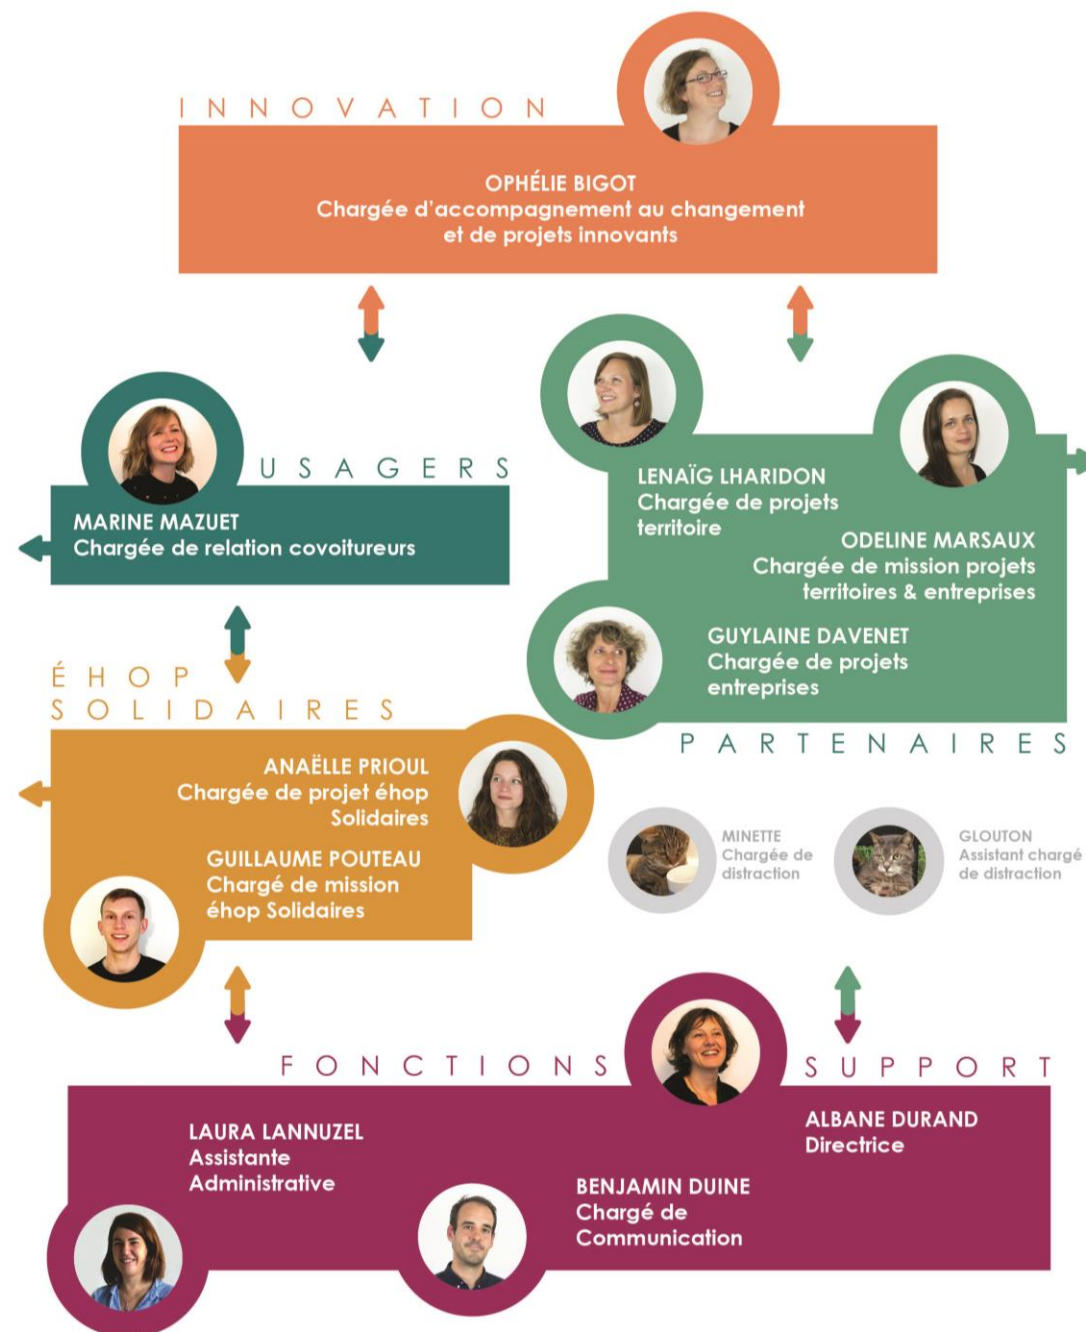 INNOVATION
OPHÉLIE BIGOT
Chargée d'accompagnement au changement
et de projets innovants
USAGERS
MARINE MAZUET
Chargée de relation covoitureurs
LENAÏG LHARIDON
Chargée de projets
territoire
ODELINE MARSAUX
Chargée de mission projets
territoires & entreprises
GUYLAINE DAVENET
Chargée de projets
entreprises
PARTENAIRES
ÉHOP
SOLIDAIRES
ANAËLLE PRIOUL
Chargée de projet éhop
Solidaires
GUILLAUME POUTEAU
Chargé de mission
éhop Solidaires
MINETTE
Chargée de
distraction
GLOUTON
Assistant chargé
de distraction
FONCTIONS SUPPORT
LAURA LANNUZEL
Assistante
Administrative
BENJAMIN DUINE
Chargé de
Communication
ALBANE DURAND
Directrice